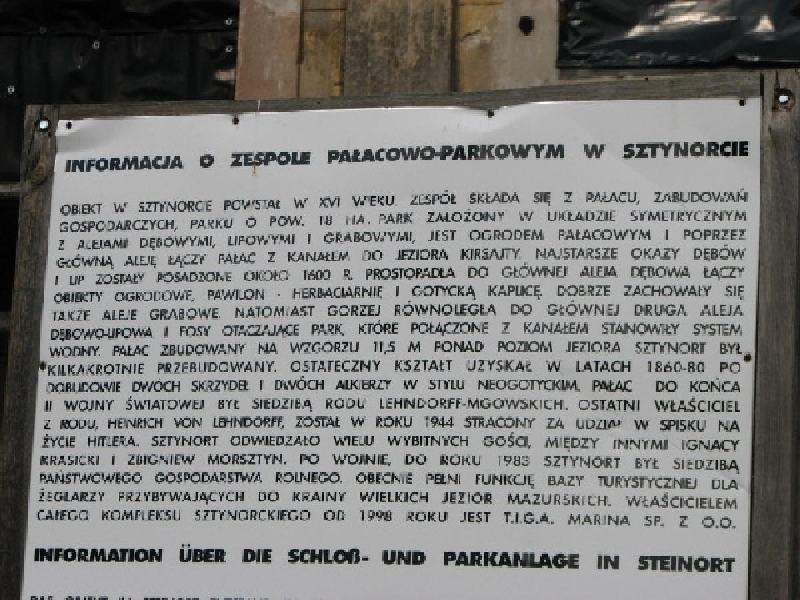 INFORMACJA O ZESPOLE PAŁACOWO-PARKOWYM W SZTYNORCIE
OBIEKT W SZTYNORCIE POWSTAŁ W XVI WIEKU. ZESPÓŁ SKŁADA SIĘ Z PAŁACU, ZABUDOWAŃ
GOSPODARCZYCH, PARKU O POW. 18 HA. PARK ZAŁOŻONY W UKŁADZIE SYMETRYCZNYM
Z ALEJAMI DĘBOWYMI, LIPOWYMI I GRABOWYMI, JEST OGRODEM PAŁACOWYM I POPRZEZ
GŁÓWNĄ ALEJĘ ŁĄCZY PAŁAC Z KANAŁEM DO JEZIORA KIRSAJTY. NAJSTARSZE OKAZY DĘBÓW
I LIP ZOSTAŁY POSADZONE OKOŁO 1600 R. PROSTOPADŁA DO GŁÓWNEJ ALEJA DĘBOWA ŁĄCZY
OBIEKTY OGRODOWE, PAWILON - HERBACIARNIĘ I GOTYCKĄ KAPLICĘ. DOBRZE ZACHOWAŁY SIĘ
TAKŻE ALEJE GRABOWE. NATOMIAST GORZEJ RÓWNOLEGŁA DO GŁÓWNEJ DRUGA ALEJA
DĘBOWO-LIPOWA I FOSY OTACZAJĄCE PARK, KTÓRE POŁĄCZONE Z KANAŁEM STANOWIŁY SYSTEM
WODNY. PAŁAC ZBUDOWANY NA WZGÓRZU 11,5 M PONAD POZIOM JEZIORA SZTYNORT BYŁ
KILKAKROTNIE PRZEBUDOWANY. OSTATECZNY KSZTAŁT UZYSKAŁ W LATACH 1860-80 PO
DOBUDOWIE DWÓCH SKRZYDEŁ I DWÓCH ALKIERZY W STYLU NEOGOTYCKIM. PAŁAC DO KOŃCA
II WOJNY ŚWIATOWEJ BYŁ SIEDZIBĄ RODU LEHNDORFF-MGOWSKICH. OSTATNI WŁAŚCICIEL
Z RODU, HEINRICH VON LEHNDORFF, ZOSTAŁ W ROKU 1944 STRACONY ZA UDZIAŁ W SPISKU NA
ŻYCIE HITLERA. SZTYNORT ODWIEDZAŁO WIELU WYBITNYCH GOŚCI, MIĘDZY INNYMI IGNACY
KRASICKI I ZBIGNIEW MORSZTYN. PO WOJNIE, DO ROKU 1983 SZTYNORT BYŁ SIEDZIBĄ
PAŃSTWOWEGO GOSPODARSTWA ROLNEGO. OBECNIE PEŁNI FUNKCJĘ BAZY TURYSTYCZNEJ DLA
ŻEGLARZY PRZYBYWAJĄCYCH DO KRAINY WIELKICH JEZIÓR MAZURSKICH. WŁAŚCICIELEM
CAŁEGO KOMPLEKSU SZTYNORCKIEGO OD 1998 ROKU JEST T.I.G.A. MARINA SP. Z O.O.
INFORMATION ÜBER DIE SCHLOß- UND PARKANLAGE IN STEINORT